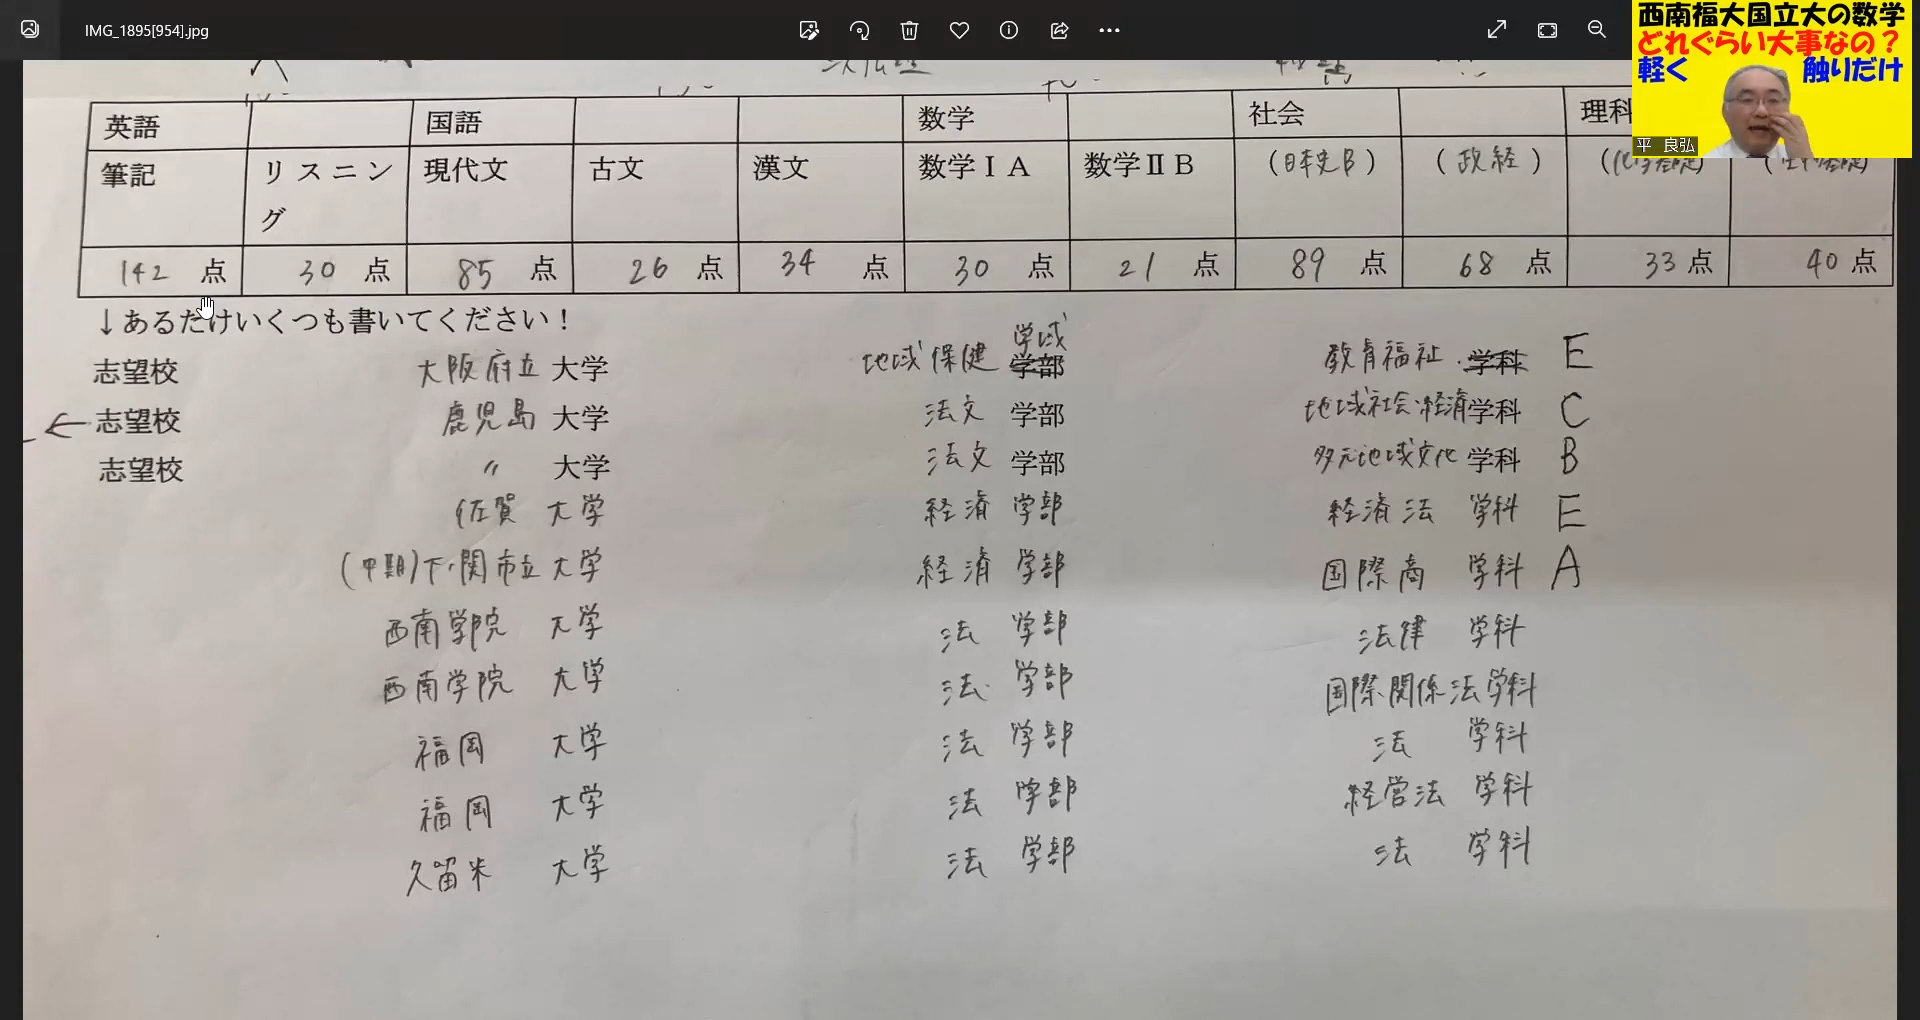 IMG_1895[954].jpg
西南福大国立大の数学
どれぐらい大事なの？
軽く 触りだけ
平 良弘
英語 国語 数学 社会 理科
筆記 リスニング 現代文 古文 漢文 数学ⅠA 数学ⅡB (日本史B) (政経) (化学基礎) (生物基礎)
142点 30点 85点 26点 34点 30点 21点 89点 68点 33点 40点
↓あるだけいくつも書いてください！
志望校 大阪府立大学 地域保健学域 教育福祉 E
←志望校 鹿児島大学 法文学部 地域社会・経済学科 C
志望校 〃大学 法文学部 多元地域文化学科 B
佐賀大学 経済学部 経済法学科 E
(中期)下関市立大学 経済学部 国際商学科 A
西南学院大学 法学部 法律学科
西南学院大学 法学部 国際関係法学科
福岡大学 法学部 法学科
福岡大学 法学部 経営法学科
久留米大学 法学部 法学科